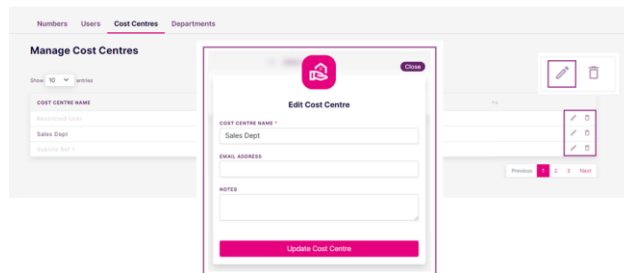 Numbers Users Cost Centres Departments
Manage Cost Centres
Show 10 entries
COST CENTRE NAME
Sales Dept
Close
Edit Cost Centre
COST CENTRE NAME *
Sales Dept
EMAIL ADDRESS
NOTES
Update Cost Centre
Previous 1 2 3 Next